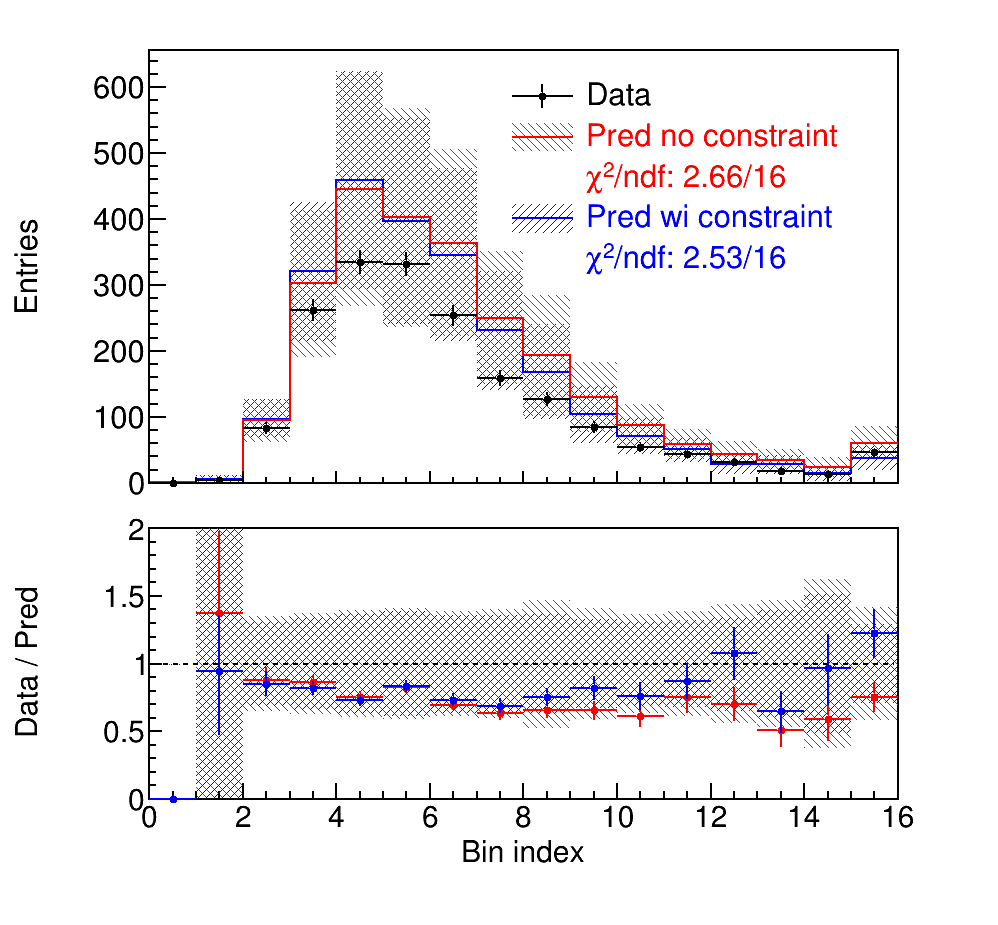 600
500
400
300
200
100
0
Entries
Data
Pred no constraint
χ²/ndf: 2.66/16
Pred wi constraint
χ²/ndf: 2.53/16
2
1.5
1
0.5
0
Data / Pred
0 2 4 6 8 10 12 14 16
Bin index